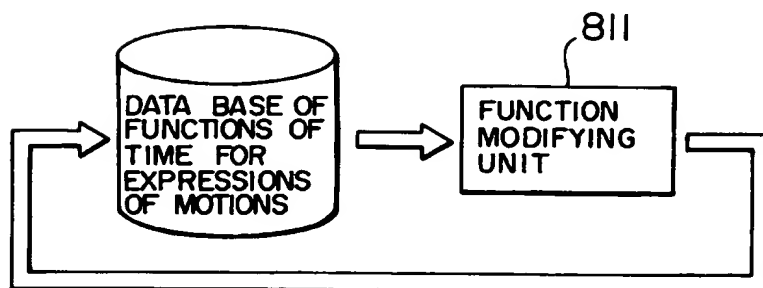 811
DATA BASE OF
FUNCTIONS OF
TIME FOR
EXPRESSIONS
OF MOTIONS
FUNCTION
MODIFYING
UNIT